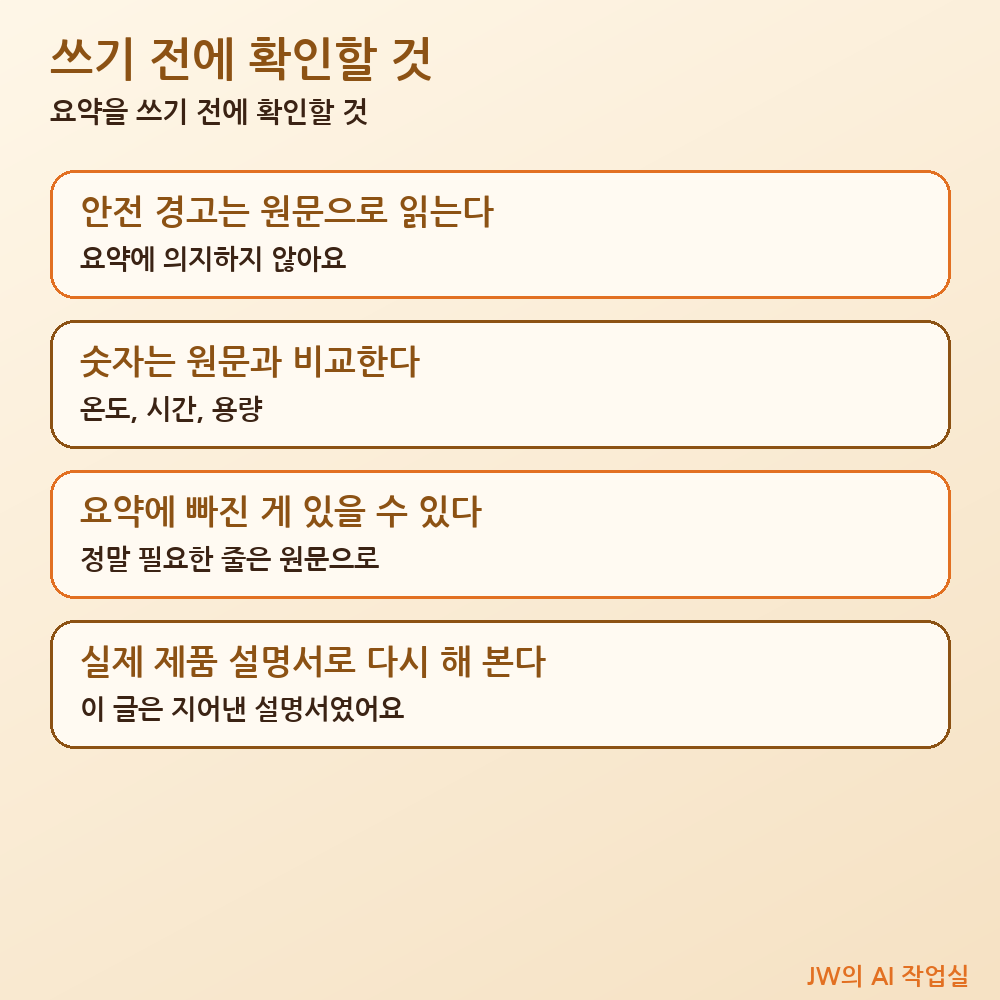 쓰기 전에 확인할 것
요약을 쓰기 전에 확인할 것
안전 경고는 원문으로 읽는다
요약에 의지하지 않아요
숫자는 원문과 비교한다
온도, 시간, 용량
요약에 빠진 게 있을 수 있다
정말 필요한 줄은 원문으로
실제 제품 설명서로 다시 해 본다
이 글은 지어낸 설명서였어요
JW의 AI 작업실